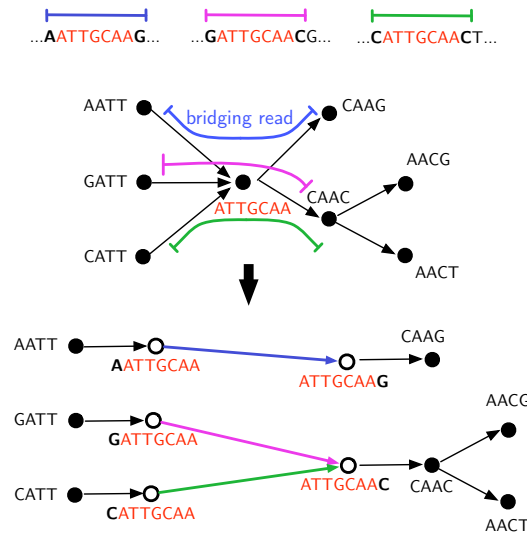 ...AATTGCAAG... ...GATTGCAACG... ...CATTGCAACT...
AATT bridging read CAAG
AACG
GATT
CAAC
ATTGCAA
CATT AACT
CAAG
AATT
AATTGCAA
ATTGCAAG
AACG
GATT
GATTGCAA
ATTGCAAC CAAC
CATT
CATTGCAA
AACT